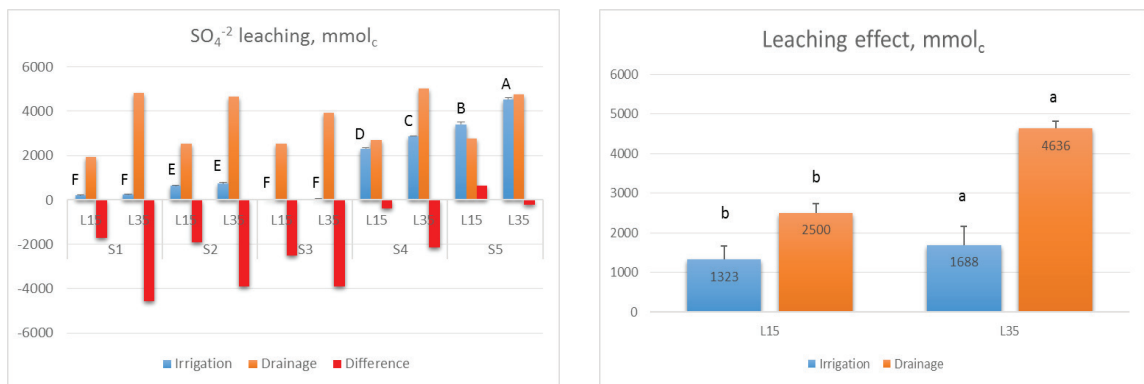 SO₄⁻² leaching, mmol꜀
6000
4000
2000
0
-2000
-4000
-6000
F F E E F F D C B A
L15 L35 L15 L35 L15 L35 L15 L35 L15 L35
S1 S2 S3 S4 S5
Irrigation Drainage Difference
Leaching effect, mmol꜀
6000
5000
4000
3000
2000
1000
0
b b a a
1323 2500 1688 4636
L15 L35
Irrigation Drainage